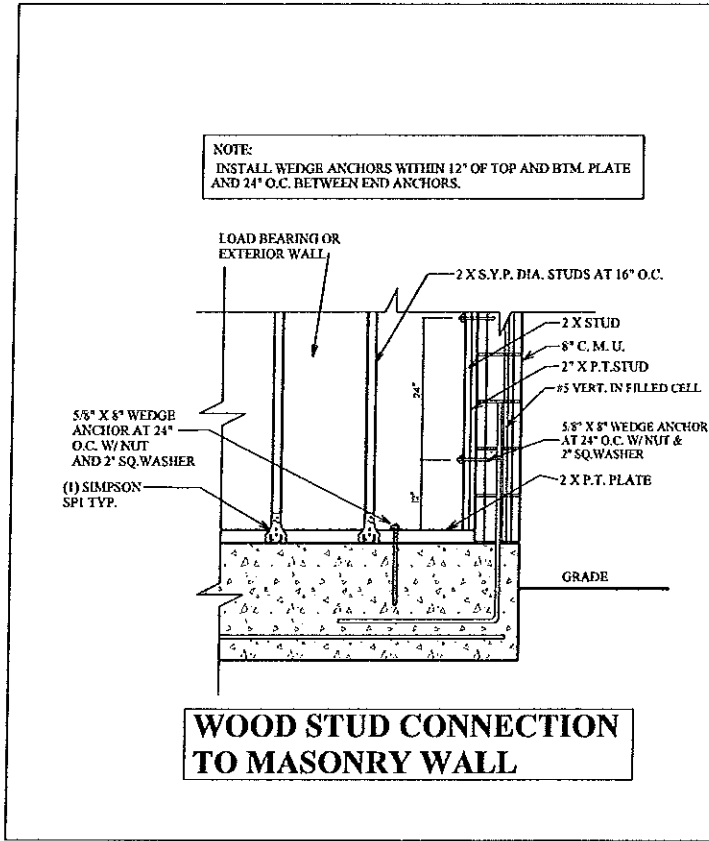 NOTE:
INSTALL WEDGE ANCHORS WITHIN 12" OF TOP AND BTM. PLATE
AND 24" O.C. BETWEEN END ANCHORS.
LOAD BEARING OR
EXTERIOR WALL
2 X S.Y.P. DIA. STUDS AT 16" O.C.
2 X STUD
8" C. M. U.
2" X P.T.STUD
#5 VERT. IN FILLED CELL
24"
5/8" X 8" WEDGE
ANCHOR AT 24"
O.C. W/ NUT
AND 2" SQ.WASHER
5/8" X 8" WEDGE ANCHOR
AT 24" O.C. W/ NUT &
2" SQ.WASHER
(1) SIMPSON
SP1 TYP.
12"
2 X P.T. PLATE
GRADE
WOOD STUD CONNECTION
TO MASONRY WALL